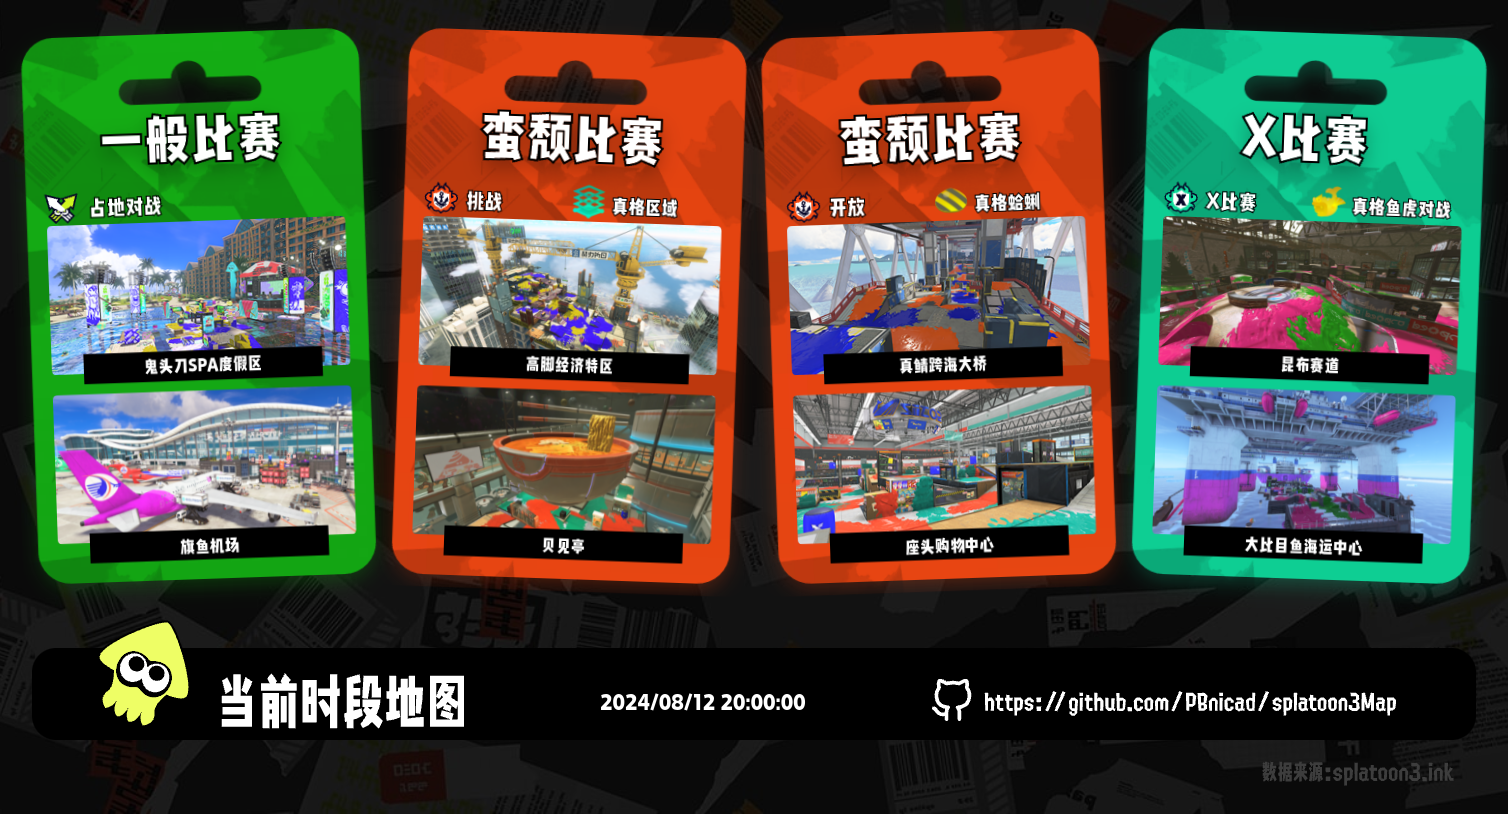 一般比赛
占地对战
鬼头刀SPA度假区
旗鱼机场
蛮颓比赛
挑战
真格区域
高脚经济特区
贝见亭
蛮颓比赛
开放
真格蛤蜊
真鲷跨海大桥
座头购物中心
X比赛
X比赛
真格鱼虎对战
昆布赛道
大比目鱼海运中心
当前时段地图
2024/08/12 20:00:00
https://github.com/PBnicad/splatoon3Map
数据来源:splatoon3.ink